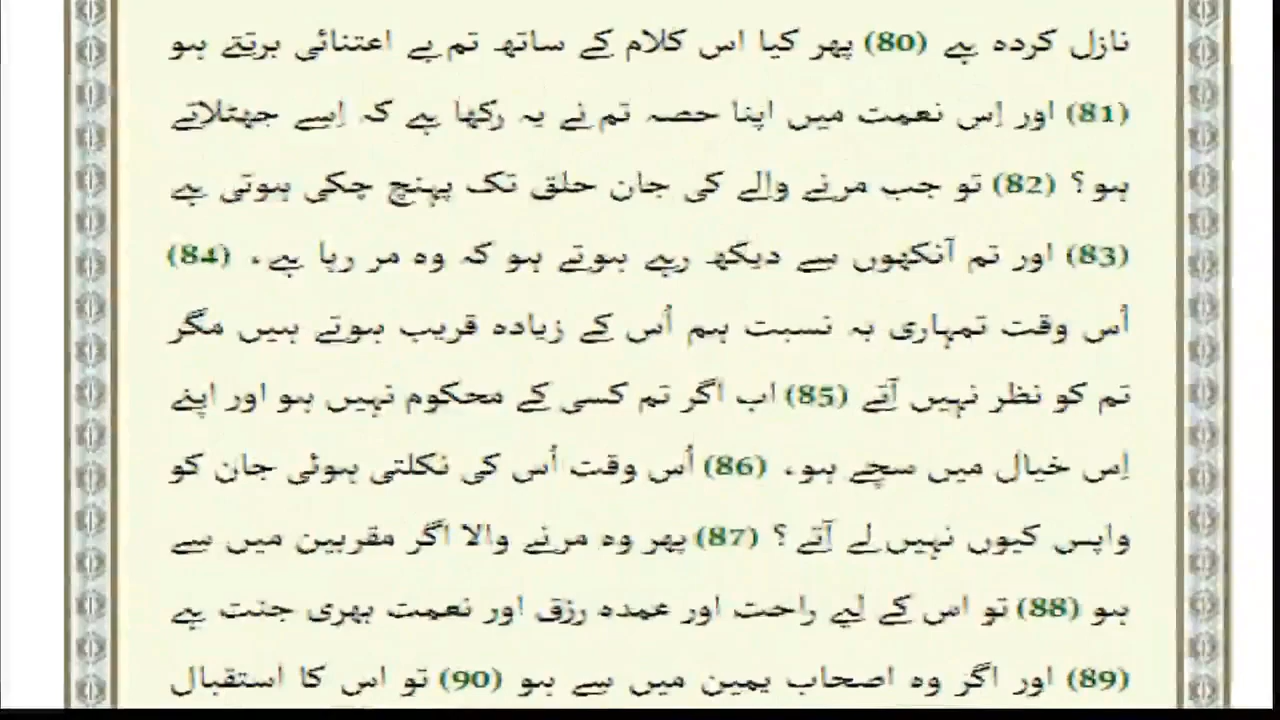 نازل کردہ ہے (80) پھر کیا اس کلام کے ساتھ تم بے اعتنائی برتتے ہو
(81) اور اِس نعمت میں اپنا حصہ تم نے یہ رکھا ہے کہ اِسے جھٹلاتے
ہو؟ (82) تو جب مرنے والے کی جان حلق تک پہنچ چکی ہوتی ہے
(83) اور تم آنکھوں سے دیکھ رہے ہوتے ہو کہ وہ مر رہا ہے، (84)
اُس وقت تمہاری بہ نسبت ہم اُس کے زیادہ قریب ہوتے ہیں مگر
تم کو نظر نہیں آتے (85) اب اگر تم کسی کے محکوم نہیں ہو اور اپنے
اِس خیال میں سچے ہو، (86) اُس وقت اُس کی نکلتی ہوئی جان کو
واپس کیوں نہیں لے آتے؟ (87) پھر وہ مرنے والا اگر مقربین میں سے
ہو (88) تو اس کے لیے راحت اور عمدہ رزق اور نعمت بھری جنت ہے
(89) اور اگر وہ اصحاب یمین میں سے ہو (90) تو اس کا استقبال